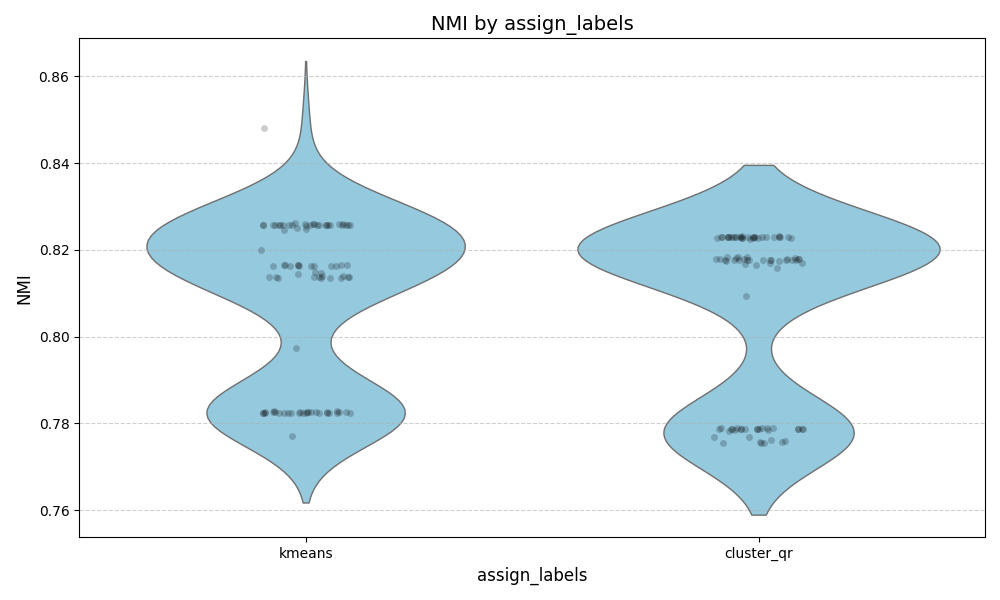 NMI by assign_labels
NMI
0.86
0.84
0.82
0.80
0.78
0.76
kmeans
cluster_qr
assign_labels